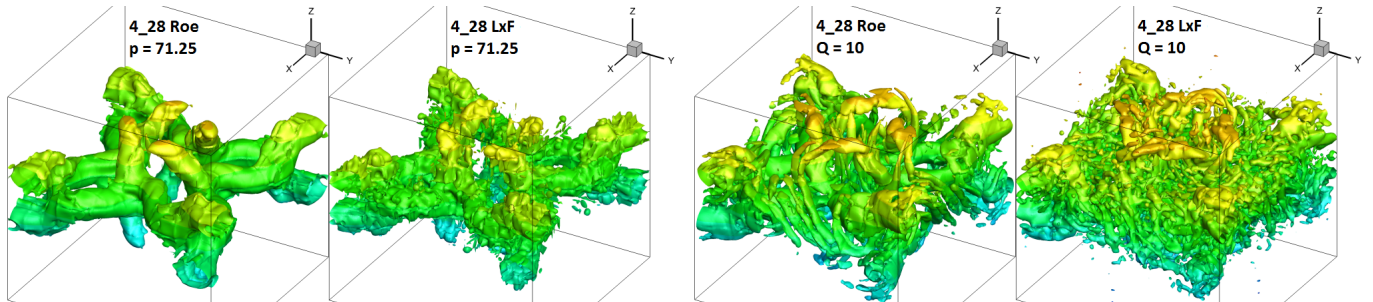 4_28 Roe
p = 71.25
Z
X
Y
4_28 LxF
p = 71.25
Z
X
Y
4_28 Roe
Q = 10
Z
X
Y
4_28 LxF
Q = 10
Z
X
Y